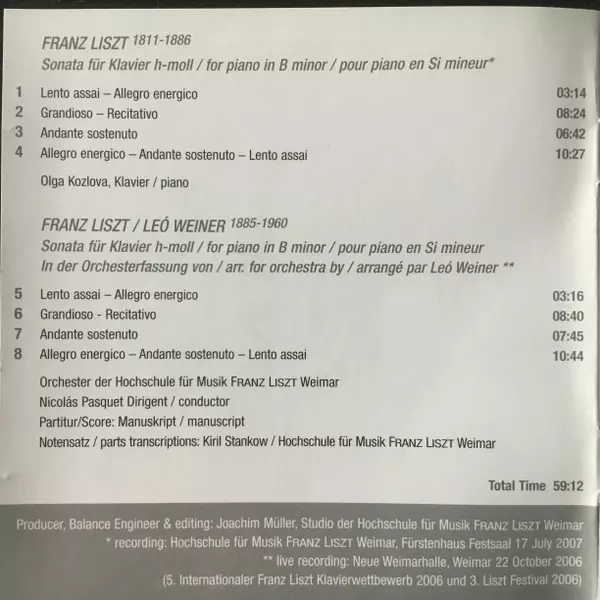 FRANZ LISZT 1811-1886
Sonata für Klavier h-moll / for piano in B minor / pour piano en Si mineur*
1 Lento assai – Allegro energico 03:14
2 Grandioso - Recitativo 08:24
3 Andante sostenuto 06:42
4 Allegro energico – Andante sostenuto – Lento assai 10:27
Olga Kozlova, Klavier / piano
FRANZ LISZT / LEÓ WEINER 1885-1960
Sonata für Klavier h-moll / for piano in B minor / pour piano en Si mineur
In der Orchesterfassung von / arr. for orchestra by / arrangé par Leó Weiner **
5 Lento assai – Allegro energico 03:16
6 Grandioso - Recitativo 08:40
7 Andante sostenuto 07:45
8 Allegro energico – Andante sostenuto – Lento assai 10:44
Orchester der Hochschule für Musik FRANZ LISZT Weimar
Nicolás Pasquet Dirigent / conductor
Partitur/Score: Manuskript / manuscript
Notensatz / parts transcriptions: Kiril Stankow / Hochschule für Musik FRANZ LISZT Weimar
Total Time 59:12
Producer, Balance Engineer & editing: Joachim Müller, Studio der Hochschule für Musik FRANZ LISZT Weimar
* recording: Hochschule für Musik FRANZ LISZT Weimar, Fürstenhaus Festsaal 17 July 2007
** live recording: Neue Weimarhalle, Weimar 22 October 2006
(5. Internationaler Franz Liszt Klavierwettbewerb 2006 und 3. Liszt Festival 2006)